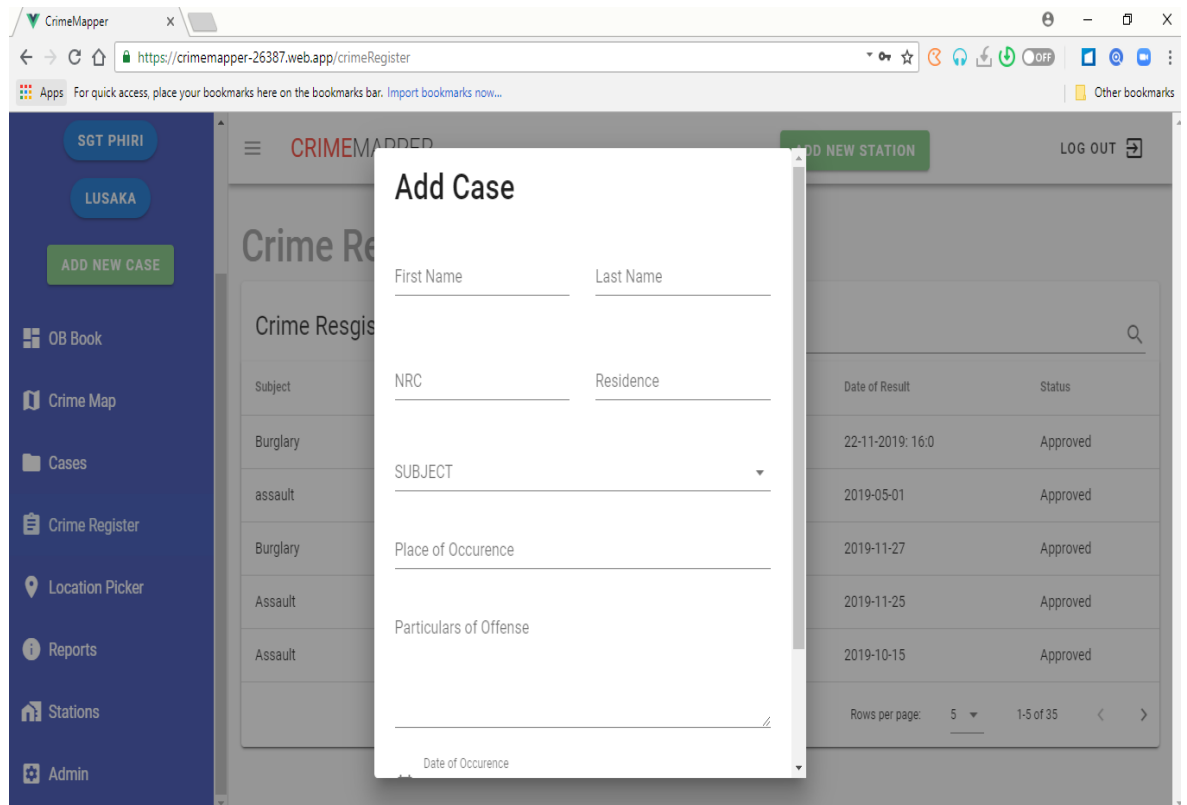 CrimeMapper
https://crimemapper-26387.web.app/crimeRegister
OFF
Apps For quick access, place your bookmarks here on the bookmarks bar. Import bookmarks now...
Other bookmarks
SGT PHIRI
LUSAKA
ADD NEW CASE
OB Book
Crime Map
Cases
Crime Register
Location Picker
Reports
Stations
Admin
CRIMEMAPPER
ADD NEW STATION
LOG OUT
Crime Re
Crime Resgis
Subject
Date of Result
Status
Burglary
22-11-2019: 16:0
Approved
assault
2019-05-01
Approved
Burglary
2019-11-27
Approved
Assault
2019-11-25
Approved
Assault
2019-10-15
Approved
Rows per page:
5
1-5 of 35
Add Case
First Name
Last Name
NRC
Residence
SUBJECT
Place of Occurence
Particulars of Offense
Date of Occurence